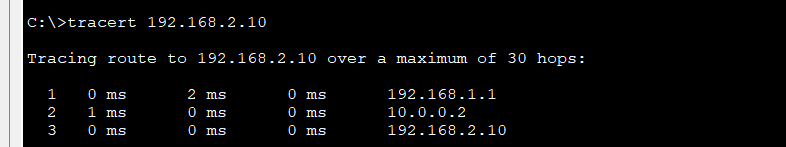 C:\>tracert 192.168.2.10
Tracing route to 192.168.2.10 over a maximum of 30 hops:
1 0 ms 2 ms 0 ms 192.168.1.1
2 1 ms 0 ms 0 ms 10.0.0.2
3 0 ms 0 ms 0 ms 192.168.2.10